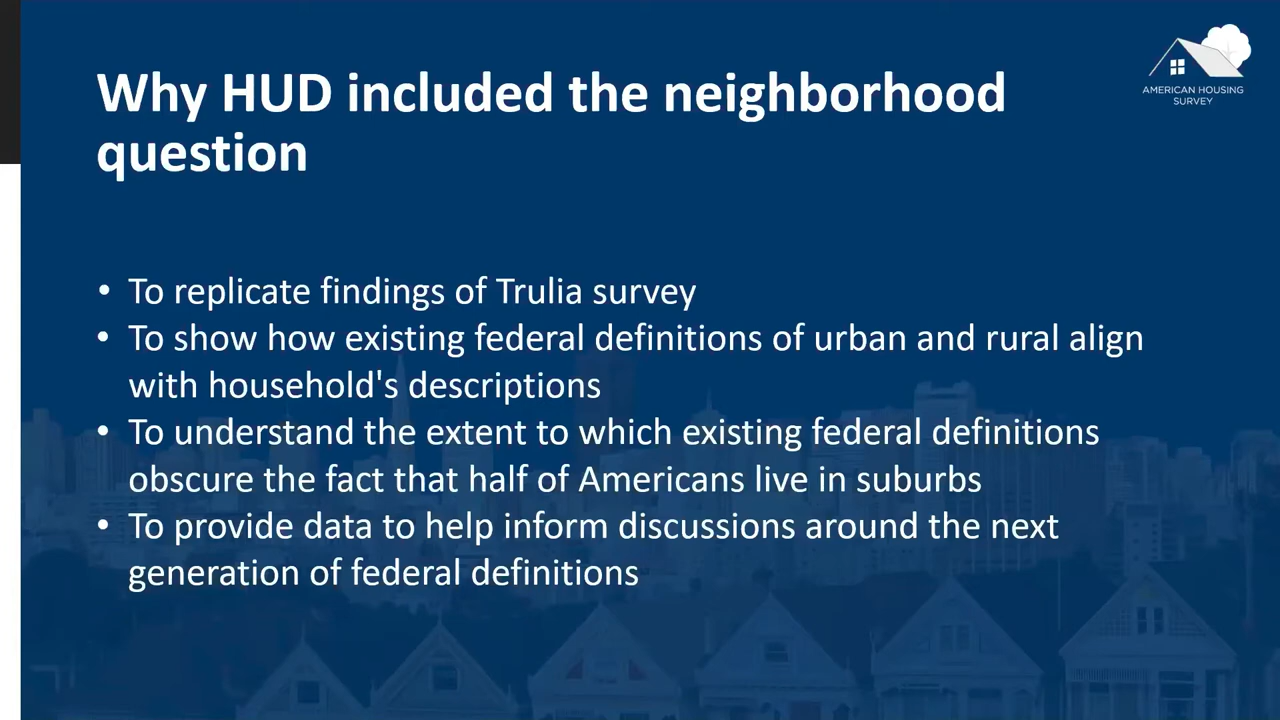 Why HUD included the neighborhood
question
AMERICAN HOUSING
SURVEY
• To replicate findings of Trulia survey
• To show how existing federal definitions of urban and rural align
with household's descriptions
• To understand the extent to which existing federal definitions
obscure the fact that half of Americans live in suburbs
• To provide data to help inform discussions around the next
generation of federal definitions